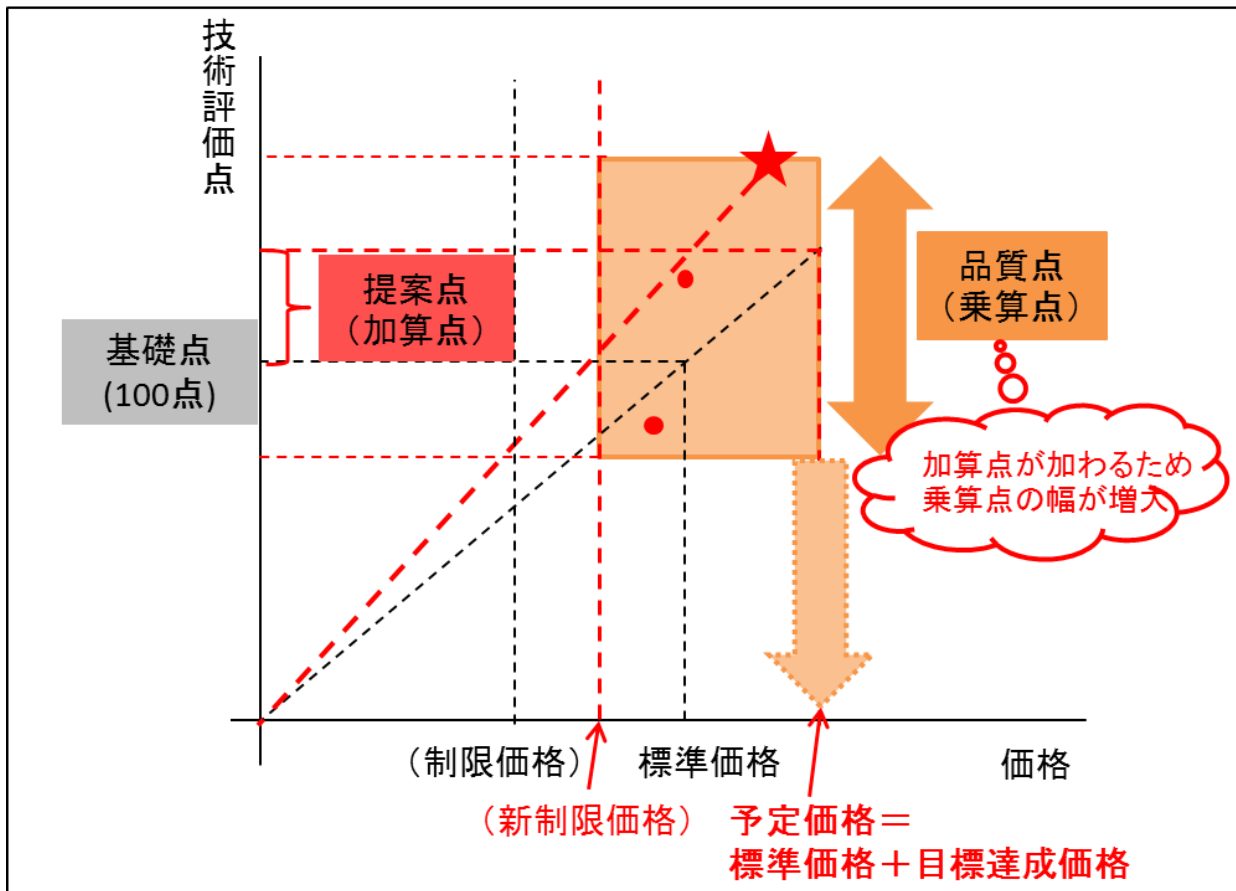 技術評価点
提案点
（加算点）
基礎点
(100点)
品質点
（乗算点）
加算点が加わるため
乗算点の幅が増大
（制限価格）
標準価格
価格
（新制限価格）
予定価格＝
標準価格＋目標達成価格